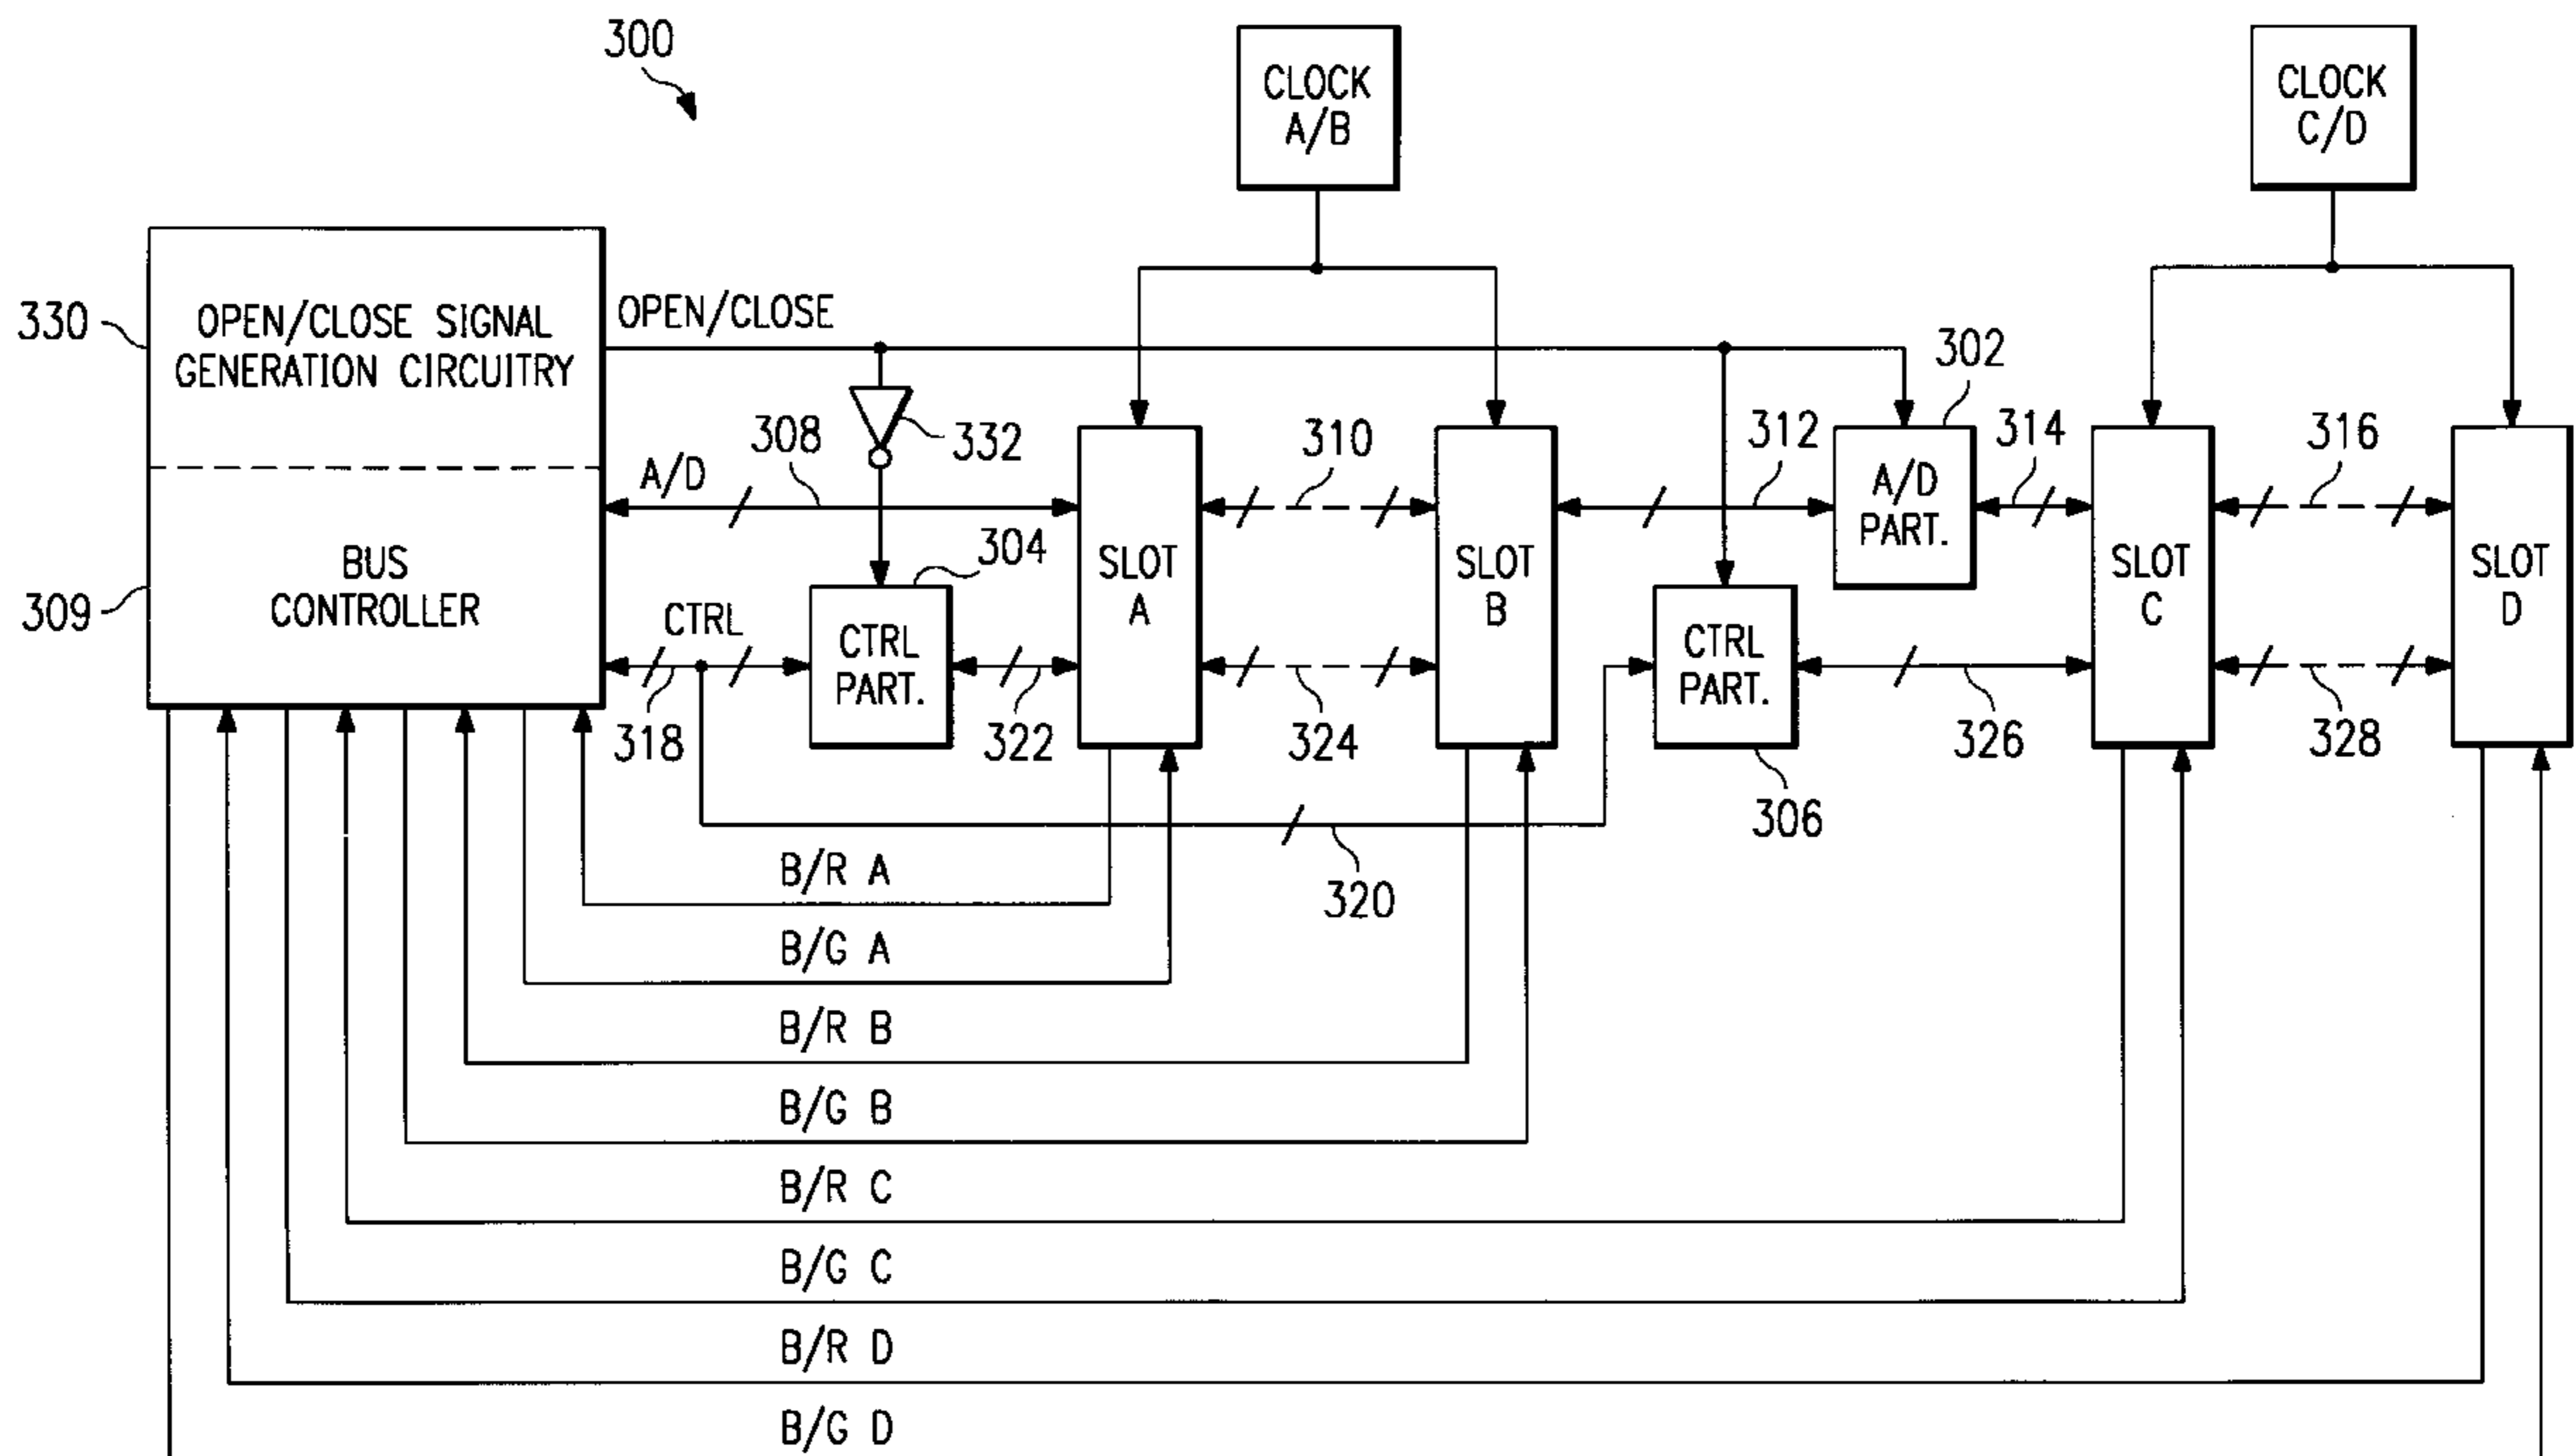 300
CLOCK
A/B
CLOCK
C/D
330
OPEN/CLOSE SIGNAL
GENERATION CIRCUITRY
OPEN/CLOSE
302
332
308
A/D
310
312
314
316
A/D
PART.
309
BUS
CONTROLLER
304
SLOT
A
SLOT
B
SLOT
C
SLOT
D
CTRL
CTRL
PART.
CTRL
PART.
318
322
324
326
328
306
320
B/R A
B/G A
B/R B
B/G B
B/R C
B/G C
B/R D
B/G D